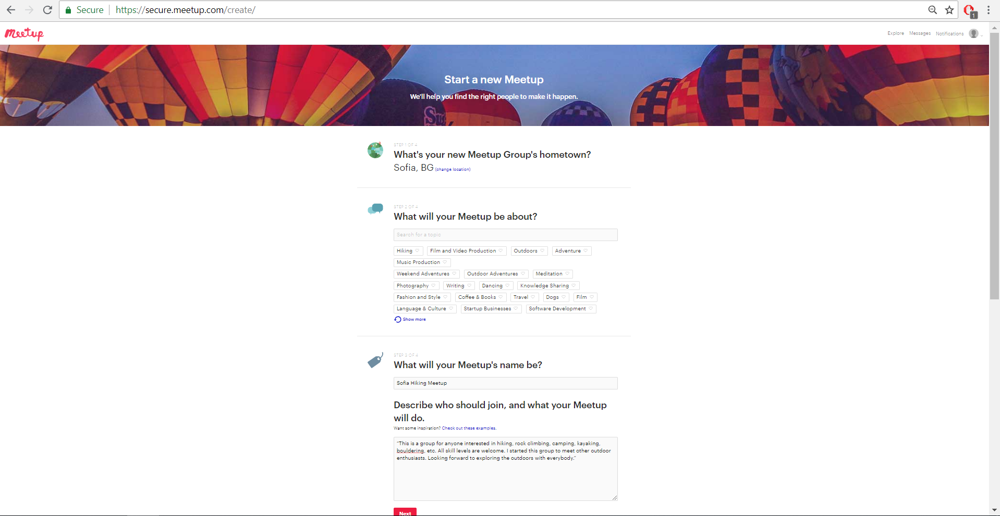 Secure https://secure.meetup.com/create/
1
Meetup
Explore Messages Notifications
Start a new Meetup
We'll help you find the right people to make it happen.
STEP 1 OF 4
What's your new Meetup Group's hometown?
Sofia, BG (change location)
STEP 2 OF 4
What will your Meetup be about?
Search for a topic
Hiking Film and Video Production Outdoors Adventure
Music Production
Weekend Adventures Outdoor Adventures Meditation
Photography Writing Dancing Knowledge Sharing
Fashion and Style Coffee & Books Travel Dogs Film
Language & Culture Startup Businesses Software Development
Show more
STEP 3 OF 4
What will your Meetup's name be?
Sofia Hiking Meetup
Describe who should join, and what your Meetup
will do.
Want some inspiration? Check out these examples.
“This is a group for anyone interested in hiking, rock climbing, camping, kayaking,
bouldering, etc. All skill levels are welcome. I started this group to meet other outdoor
enthusiasts. Looking forward to exploring the outdoors with everybody.”
Next